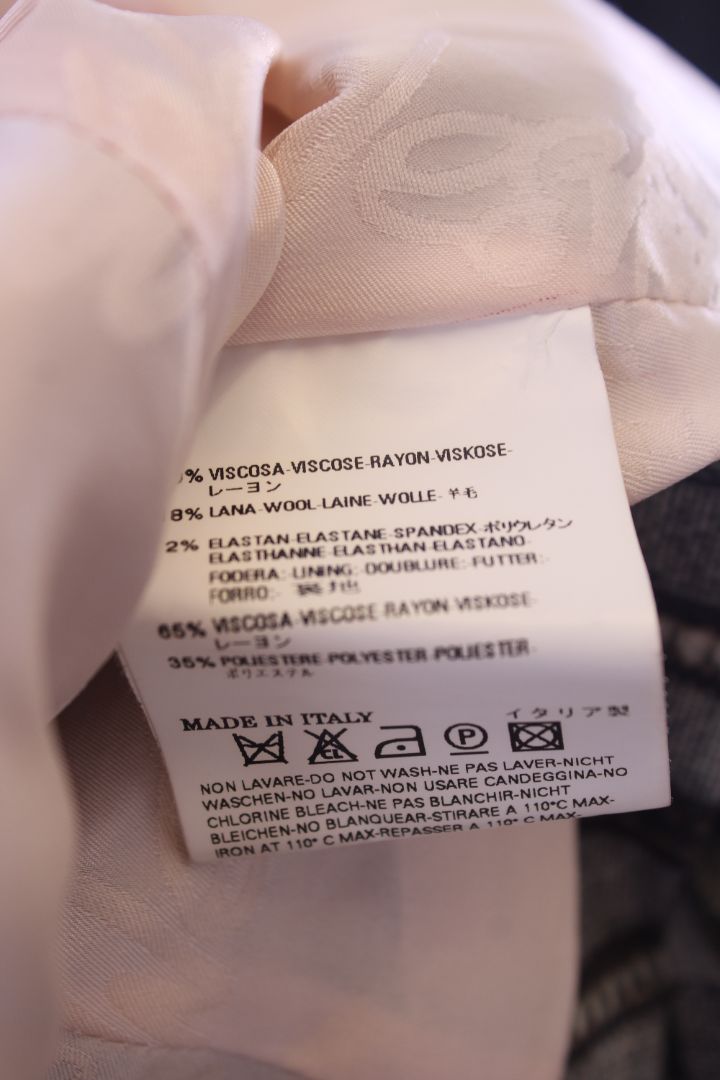 % VISCOSA-VISCOSE-RAYON-VISKOSE-
レーヨン
8% LANA-WOOL-LAINE-WOLLE- 羊毛
2% ELASTAN-ELASTANE-SPANDEX-ポリウレタン
ELASTHANNE-ELASTHAN-ELASTANO
FODERA:-LINING:-DOUBLURE:-FUTTER:-
FORRO:- 裏地
65% VISCOSA-VISCOSE-RAYON-VISKOSE-
レーヨン
35% POLIESTERE-POLYESTER-POLIESTER-
ポリエステル
MADE IN ITALY イタリア製
CL P
NON LAVARE-DO NOT WASH-NE PAS LAVER-NICHT
WASCHEN-NO LAVAR-NON USARE CANDEGGINA-NO
CHLORINE BLEACH-NE PAS BLANCHIR-NICHT
BLEICHEN-NO BLANQUEAR-STIRARE A 110°C MAX-
IRON AT 110° C MAX-REPASSER A 110° C MAX-